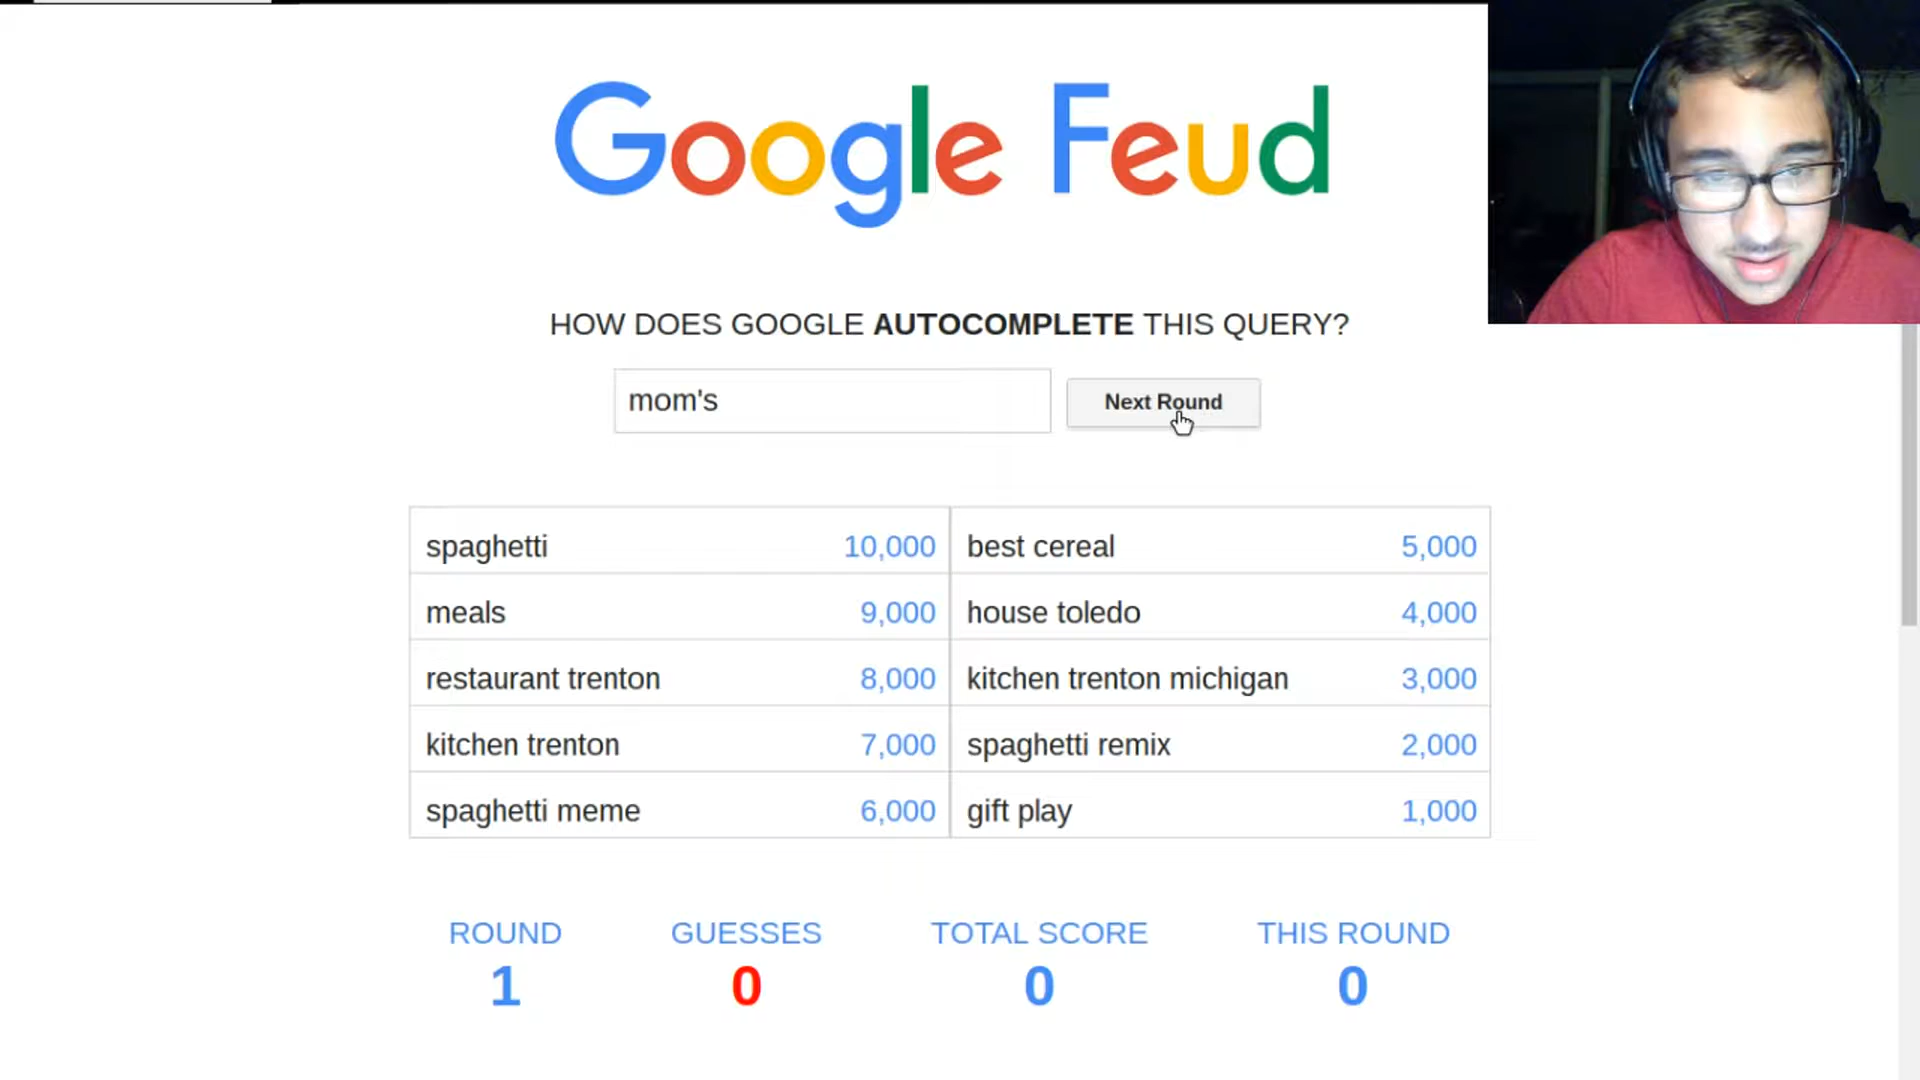 Google Feud
HOW DOES GOOGLE AUTOCOMPLETE THIS QUERY?
mom's
Next Round
spaghetti 10,000 best cereal 5,000
meals 9,000 house toledo 4,000
restaurant trenton 8,000 kitchen trenton michigan 3,000
kitchen trenton 7,000 spaghetti remix 2,000
spaghetti meme 6,000 gift play 1,000
ROUND GUESSES TOTAL SCORE THIS ROUND
1 0 0 0